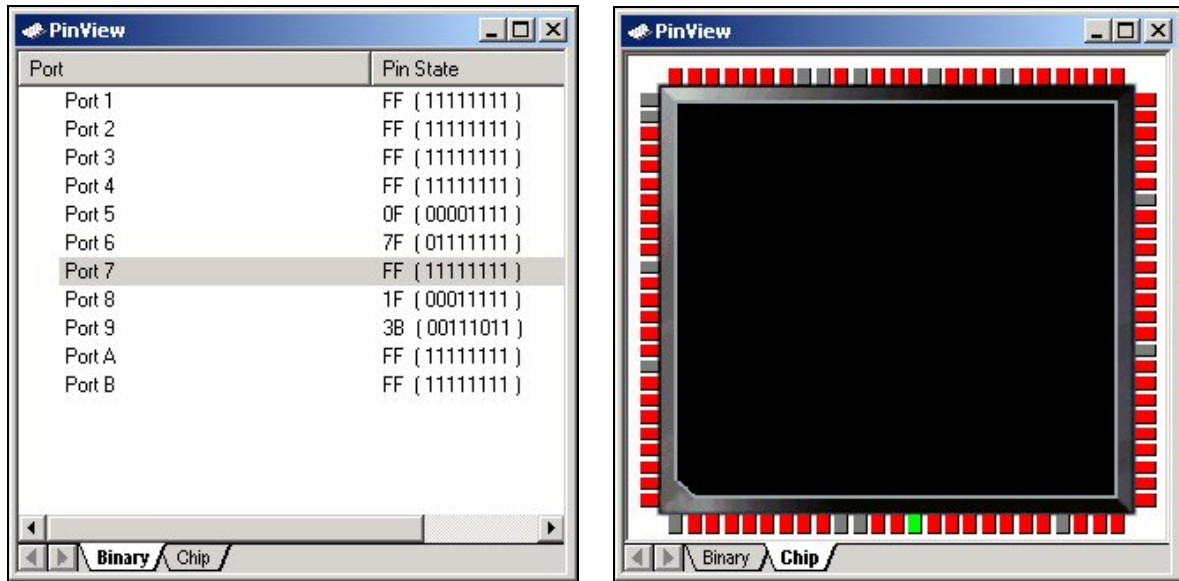 PinView
Port Pin State
Port 1 FF ( 11111111 )
Port 2 FF ( 11111111 )
Port 3 FF ( 11111111 )
Port 4 FF ( 11111111 )
Port 5 0F ( 00001111 )
Port 6 7F ( 01111111 )
Port 7 FF ( 11111111 )
Port 8 1F ( 00011111 )
Port 9 3B ( 00111011 )
Port A FF ( 11111111 )
Port B FF ( 11111111 )
Binary Chip
PinView
Binary Chip